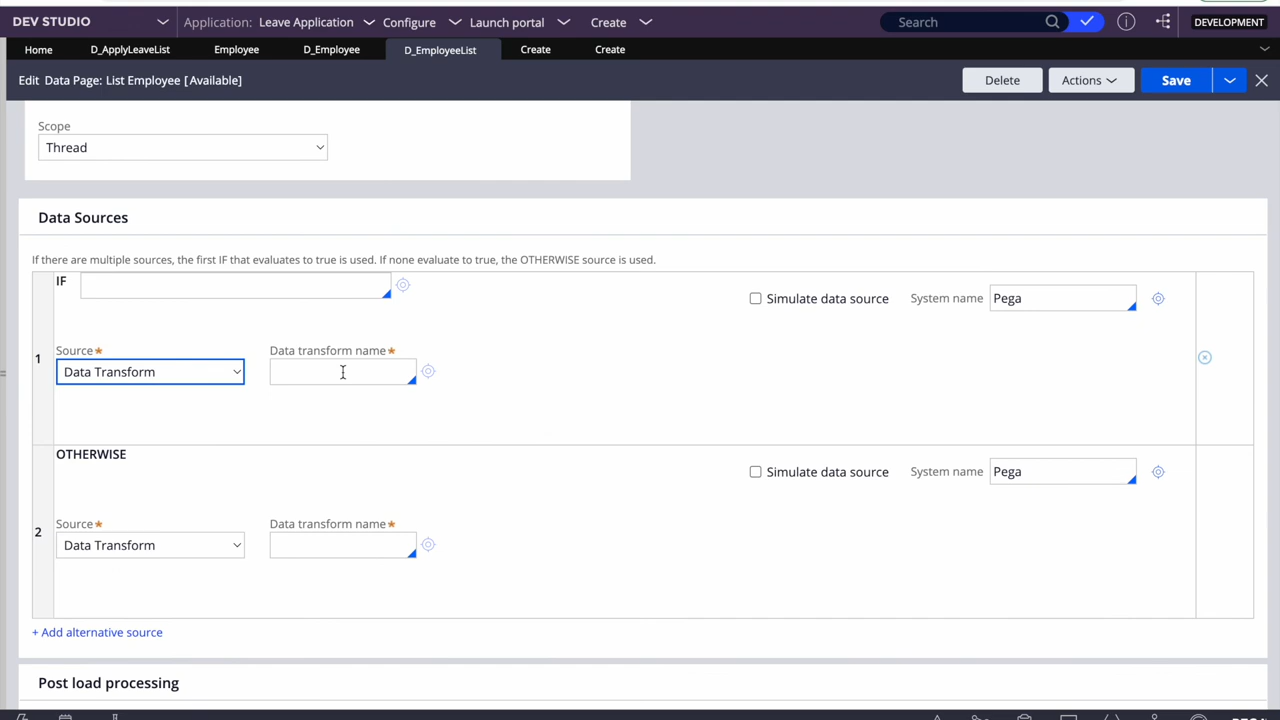 DEV STUDIO Application: Leave Application Configure Launch portal Create Search DEVELOPMENT
Home D_ApplyLeaveList Employee D_Employee D_EmployeeList Create Create
Edit Data Page: List Employee [Available] Delete Actions Save
Scope
Thread
Data Sources
If there are multiple sources, the first IF that evaluates to true is used. If none evaluate to true, the OTHERWISE source is used.
IF
Simulate data source System name Pega
1
Source* Data transform name*
Data Transform
OTHERWISE
Simulate data source System name Pega
2
Source* Data transform name*
Data Transform
+ Add alternative source
Post load processing